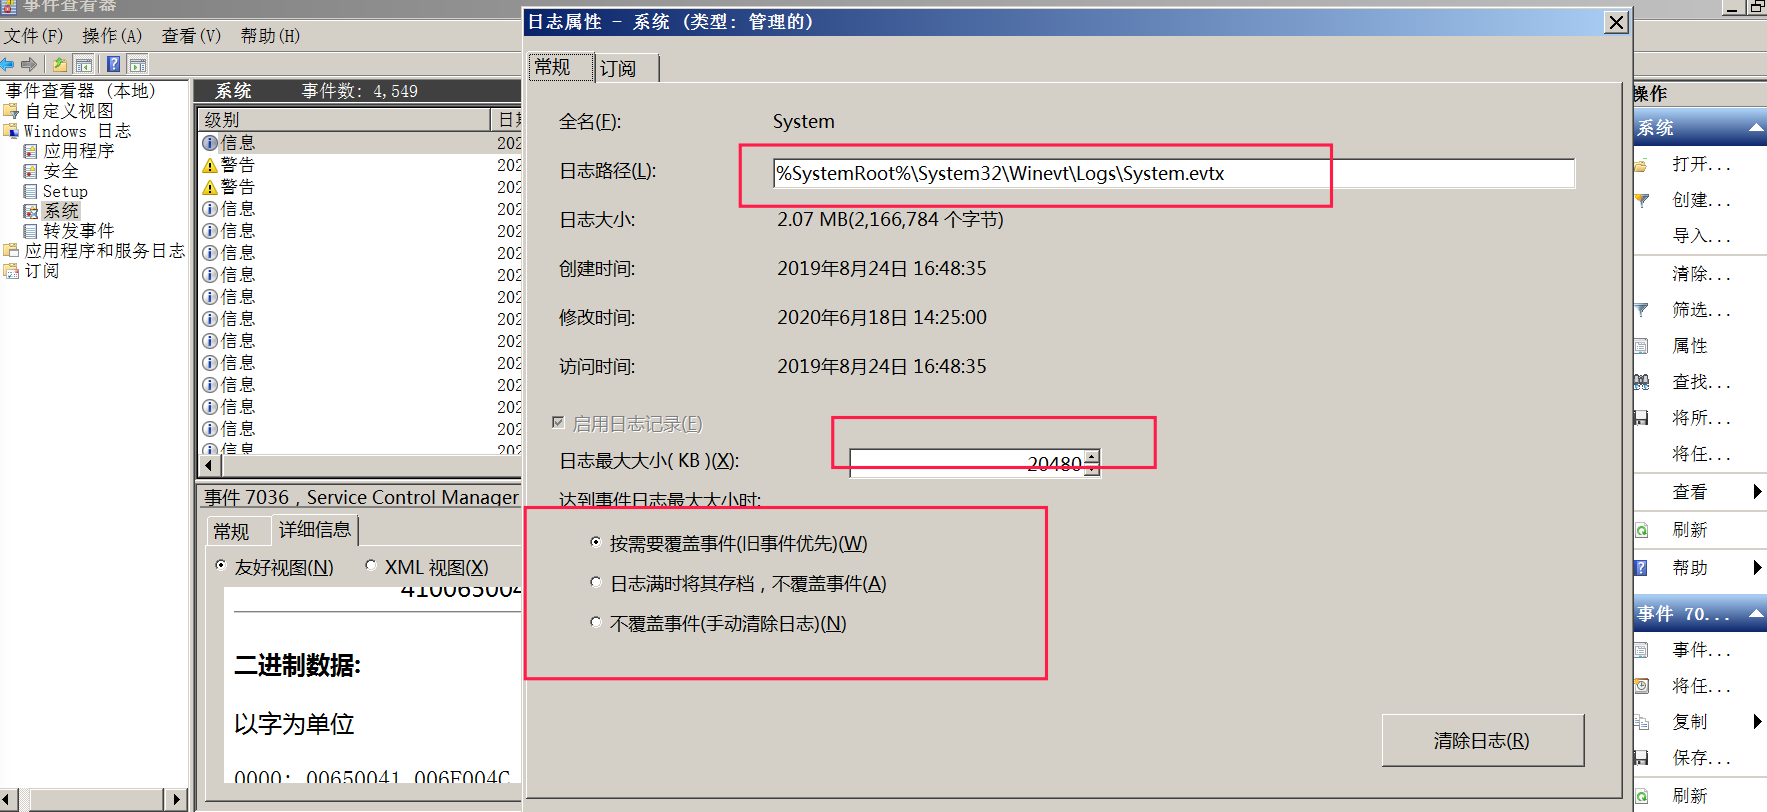 事件查看器
文件(F) 操作(A) 查看(V) 帮助(H)
事件查看器 (本地)
自定义视图
Windows 日志
应用程序
安全
Setup
系统
转发事件
应用程序和服务日志
订阅
系统 事件数: 4,549
级别
信息 202
警告 202
警告 202
信息 202
信息 202
信息 202
信息 202
信息 202
信息 202
信息 202
信息 202
信息 202
信息 202
信息 202
信息
事件 7036，Service Control Manager
常规 详细信息
友好视图(N) XML 视图(X)
二进制数据:
以字为单位
0000: 00650041 006E004C
日志属性 - 系统 (类型: 管理的)
常规 订阅
全名(F): System
日志路径(L): %SystemRoot%\System32\Winevt\Logs\System.evtx
日志大小: 2.07 MB(2,166,784 个字节)
创建时间: 2019年8月24日 16:48:35
修改时间: 2020年6月18日 14:25:00
访问时间: 2019年8月24日 16:48:35
启用日志记录(E)
日志最大大小( KB )(X): 20480
达到事件日志最大大小时:
按需要覆盖事件(旧事件优先)(W)
日志满时将其存档，不覆盖事件(A)
不覆盖事件(手动清除日志)(N)
清除日志(R)
操作
系统
打开...
创建...
导入...
清除...
筛选...
属性
查找...
将所...
将任...
查看
刷新
帮助
事件 70...
事件...
将任...
复制
保存...
刷新